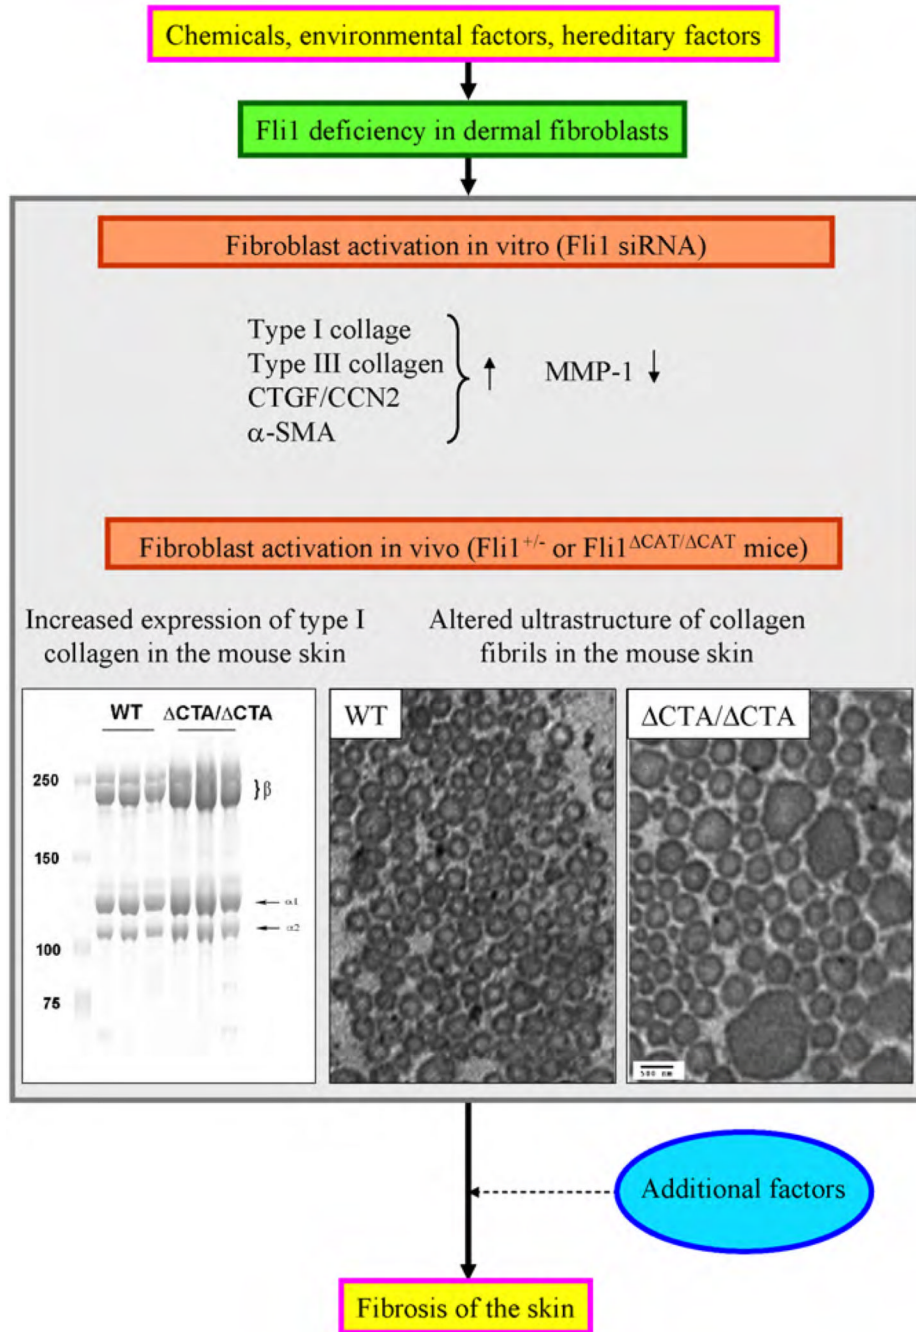 Chemicals, environmental factors, hereditary factors
Fli1 deficiency in dermal fibroblasts
Fibroblast activation in vitro (Fli1 siRNA)
Type I collage
Type III collagen
CTGF/CCN2
α-SMA
↑
MMP-1 ↓
Fibroblast activation in vivo (Fli1+/- or Fli1ΔCAT/ΔCAT mice)
Increased expression of type I
collagen in the mouse skin
Altered ultrastructure of collagen
fibrils in the mouse skin
WT ΔCTA/ΔCTA
250
}β
150
α1
α2
100
75
WT
ΔCTA/ΔCTA
500 nm
Additional factors
Fibrosis of the skin